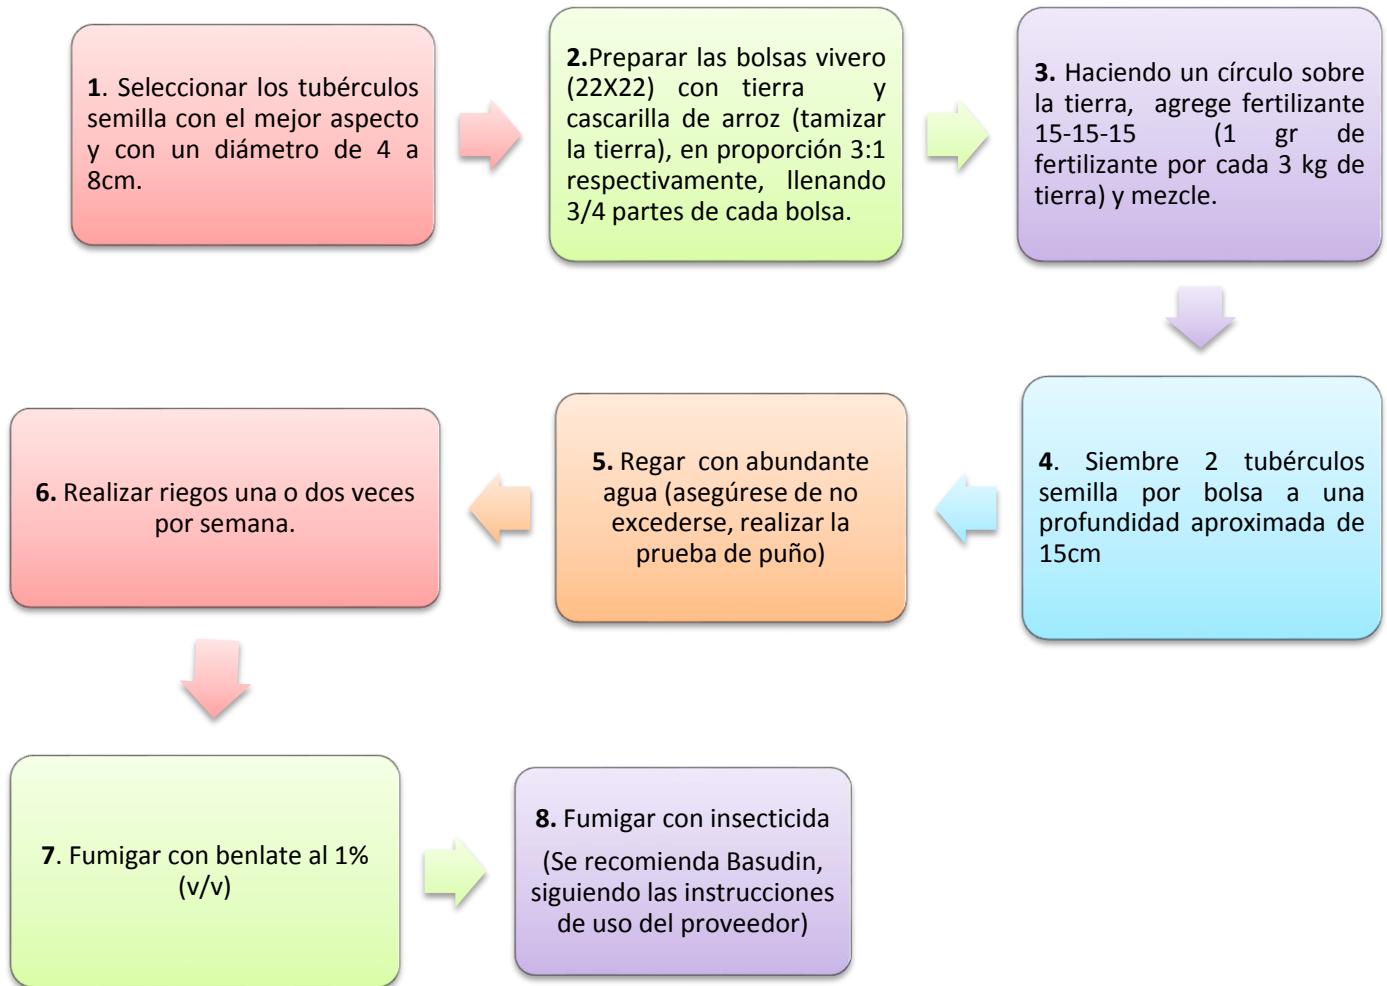 1. Seleccionar los tubérculos
semilla con el mejor aspecto
y con un diámetro de 4 a
8cm.
2.Preparar las bolsas vivero
(22X22) con tierra y
cascarilla de arroz (tamizar
la tierra), en proporción 3:1
respectivamente, llenando
3/4 partes de cada bolsa.
3. Haciendo un círculo sobre
la tierra, agrege fertilizante
15-15-15 (1 gr de
fertilizante por cada 3 kg de
tierra) y mezcle.
4. Siembre 2 tubérculos
semilla por bolsa a una
profundidad aproximada de
15cm
5. Regar con abundante
agua (asegúrese de no
excederse, realizar la
prueba de puño)
6. Realizar riegos una o dos veces
por semana.
7. Fumigar con benlate al 1%
(v/v)
8. Fumigar con insecticida
(Se recomienda Basudin,
siguiendo las instrucciones
de uso del proveedor)